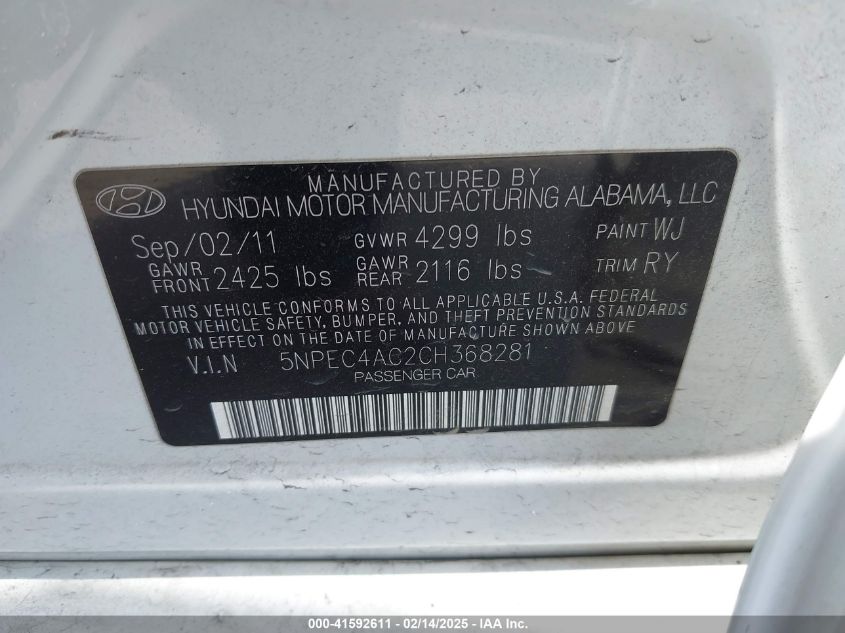 MANUFACTURED BY
HYUNDAI MOTOR MANUFACTURING ALABAMA, LLC
Sep/02/11 GVWR 4299 lbs PAINT WJ
GAWR FRONT 2425 lbs GAWR REAR 2116 lbs TRIM RY
THIS VEHICLE CONFORMS TO ALL APPLICABLE U.S.A. FEDERAL
MOTOR VEHICLE SAFETY, BUMPER, AND THEFT PREVENTION STANDARDS
IN EFFECT ON THE DATE OF MANUFACTURE SHOWN ABOVE.
V.I.N 5NPEC4AC2CH368281
PASSENGER CAR
000-41592611 - 02/14/2025 - IAA Inc.